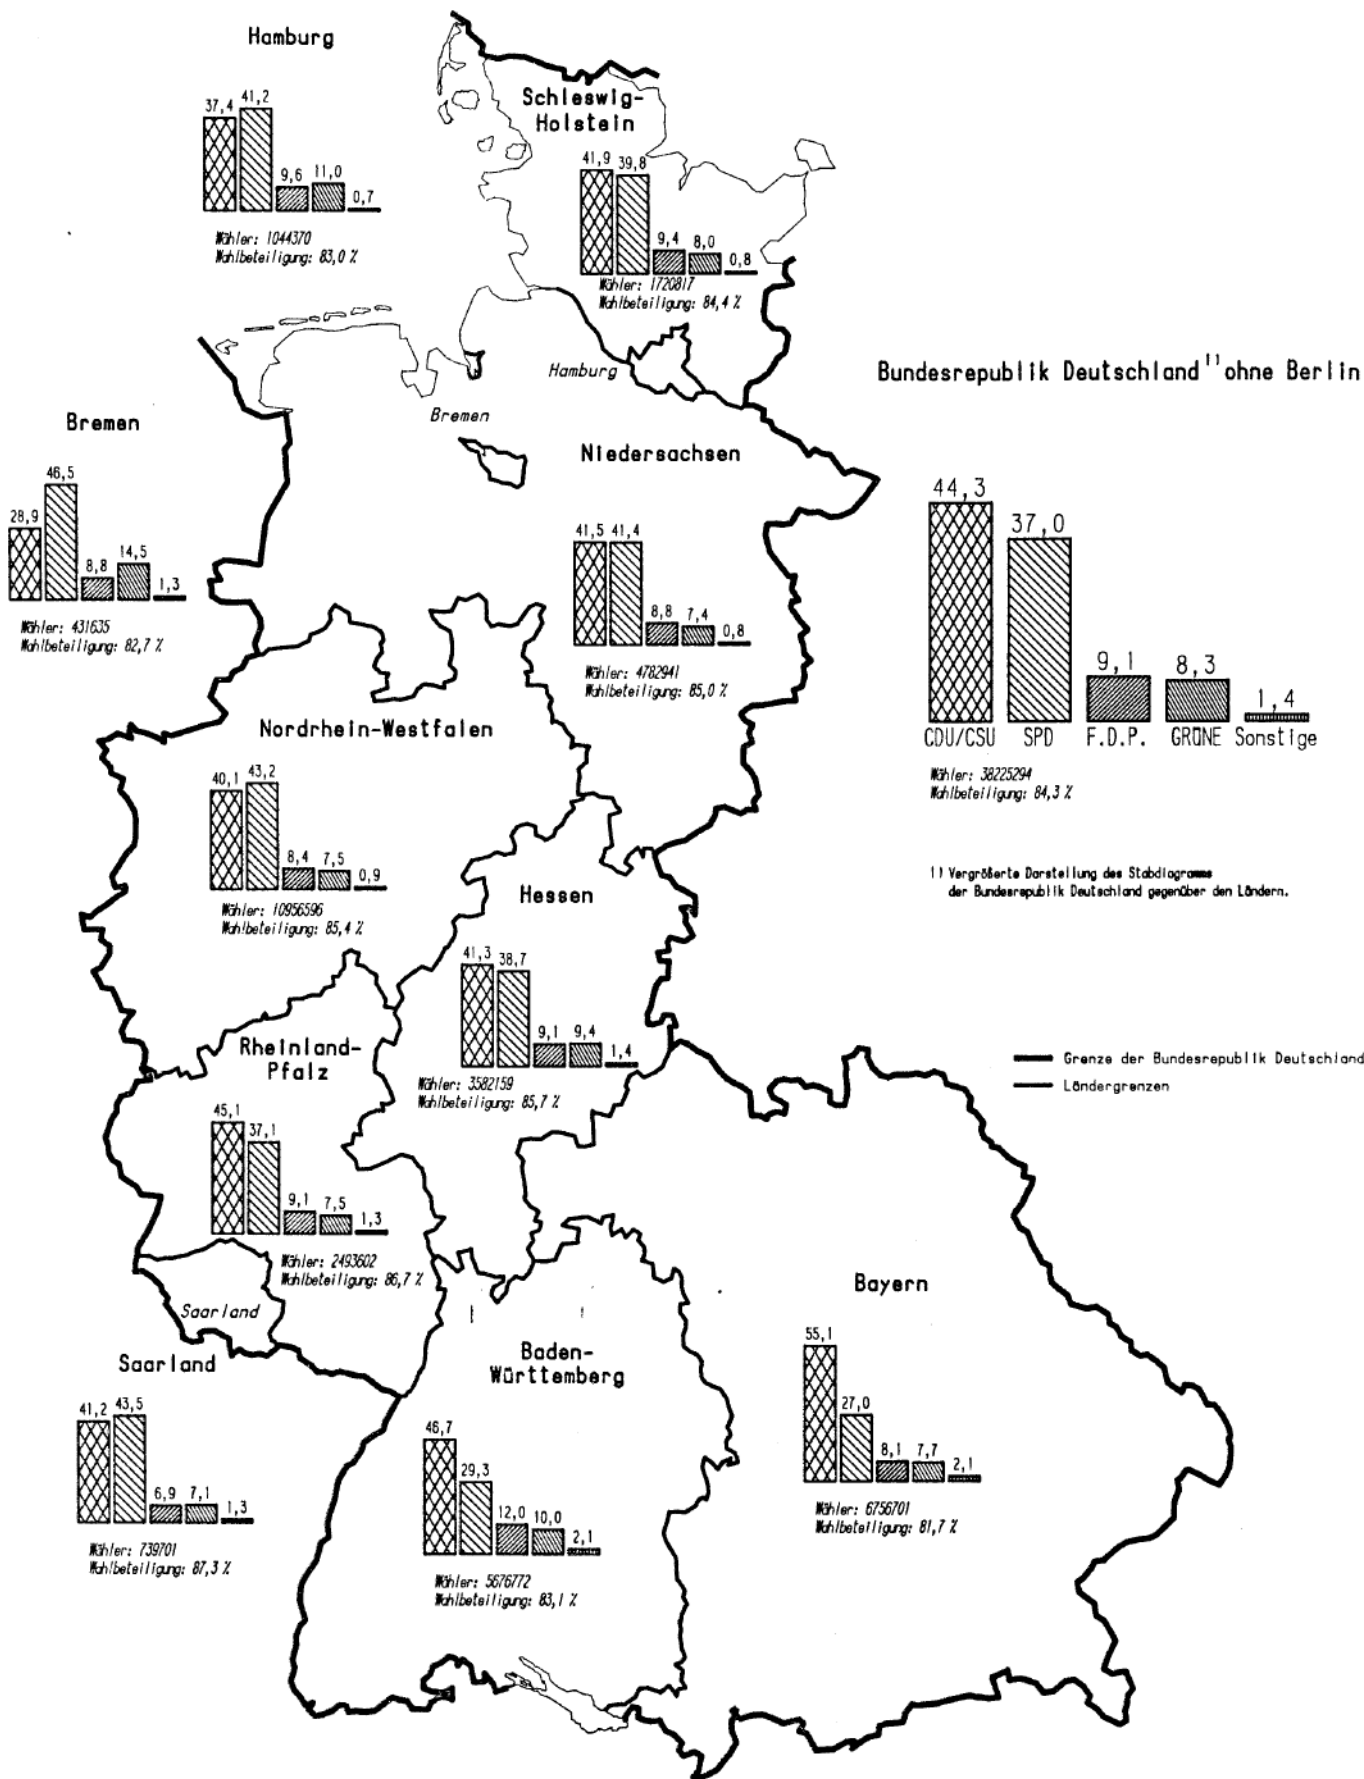 Hamburg
37,4
41,2
9,6
11,0
0,7
Wähler: 1044370
Wahlbeteiligung: 83,0 %
Schleswig-
Holstein
41,9
39,8
9,4
8,0
0,8
Wähler: 1720817
Wahlbeteiligung: 84,4 %
Hamburg
Bremen
Bremen
28,9
46,5
8,8
14,5
1,3
Wähler: 431635
Wahlbeteiligung: 82,7 %
Niedersachsen
41,5
41,4
8,8
7,4
0,8
Wähler: 4782941
Wahlbeteiligung: 85,0 %
Bundesrepublik Deutschland 1) ohne Berlin
44,3
37,0
9,1
8,3
1,4
CDU/CSU SPD F.D.P. GRÜNE Sonstige
Wähler: 38225294
Wahlbeteiligung: 84,3 %
1) Vergrößerte Darstellung des Stabdiagramms
der Bundesrepublik Deutschland gegenüber den Ländern.
Nordrhein-Westfalen
40,1
43,2
8,4
7,5
0,9
Wähler: 10956596
Wahlbeteiligung: 85,4 %
Hessen
41,3
38,7
9,1
9,4
1,4
Wähler: 3582159
Wahlbeteiligung: 85,7 %
Grenze der Bundesrepublik Deutschland
Ländergrenzen
Rheinland-
Pfalz
45,1
37,1
9,1
7,5
1,3
Wähler: 2493602
Wahlbeteiligung: 86,7 %
Saarland
Saarland
41,2
43,5
6,9
7,1
1,3
Wähler: 739701
Wahlbeteiligung: 87,3 %
Baden-
Württemberg
46,7
29,3
12,0
10,0
2,1
Wähler: 5676772
Wahlbeteiligung: 83,1 %
Bayern
55,1
27,0
8,1
7,7
2,1
Wähler: 6756701
Wahlbeteiligung: 81,7 %